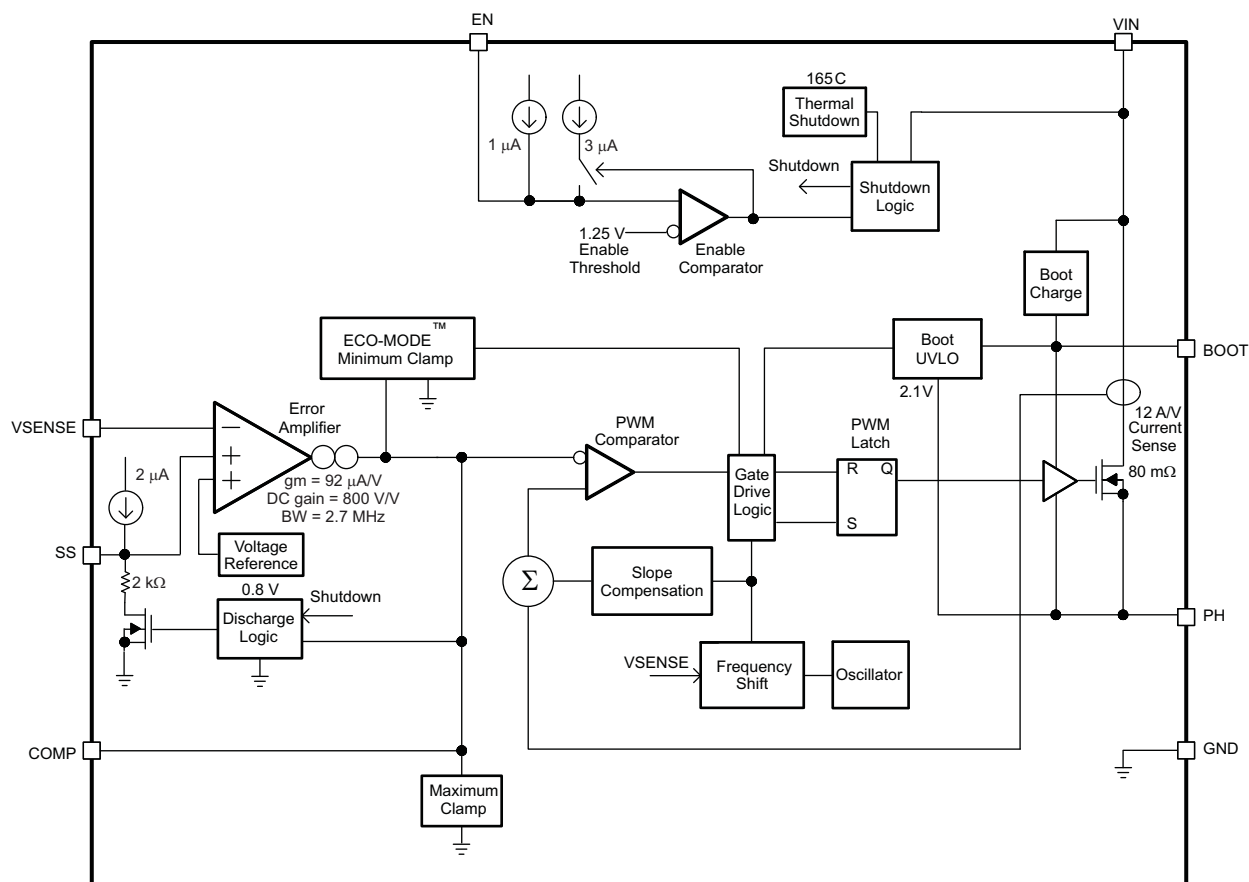 EN
VIN
165C
Thermal
Shutdown
1 μA
3 μA
Shutdown
Shutdown
Logic
1.25 V
Enable
Threshold
Enable
Comparator
Boot
Charge
ECO-MODE™
Minimum Clamp
Boot
UVLO
BOOT
2.1V
VSENSE
Error
Amplifier
PWM
Comparator
PWM
Latch
12 A/V
Current
Sense
80 mΩ
2 μA
gm = 92 μA/V
DC gain = 800 V/V
BW = 2.7 MHz
Gate
Drive
Logic
R
Q
S
SS
Voltage
Reference
0.8 V
2 kΩ
Shutdown
Discharge
Logic
Σ
Slope
Compensation
PH
VSENSE
Frequency
Shift
Oscillator
COMP
GND
Maximum
Clamp